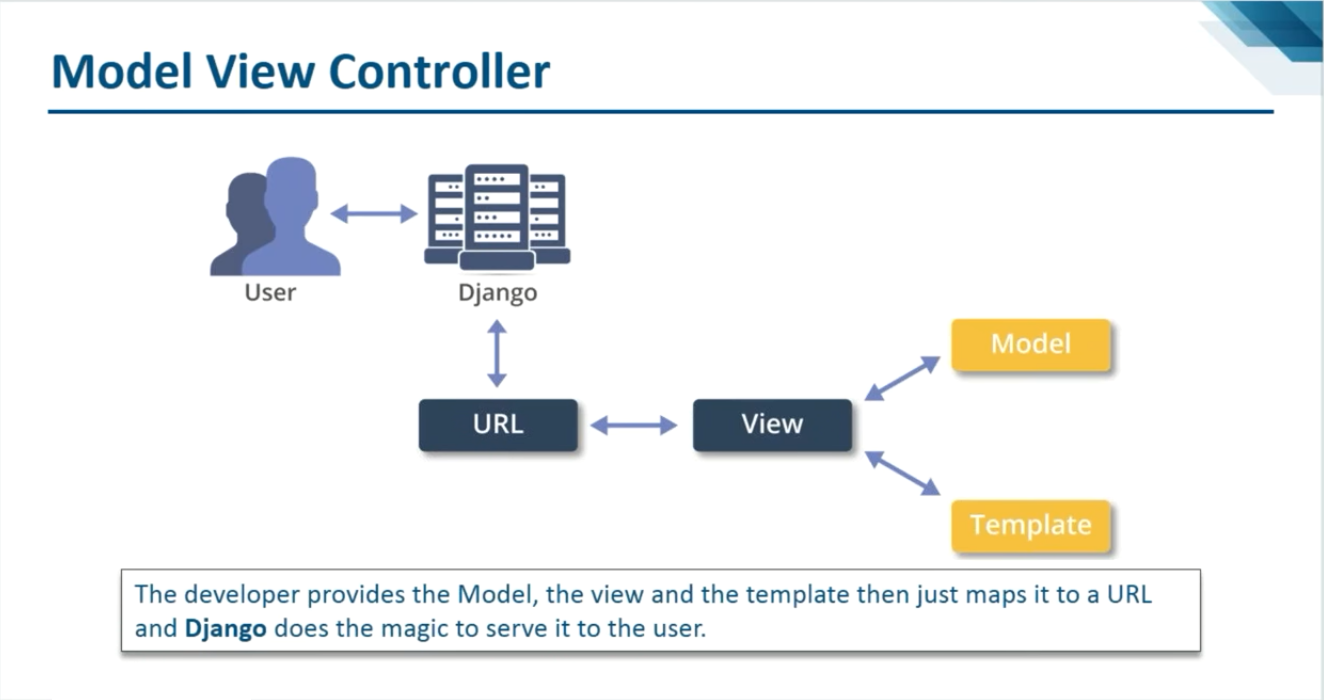 Model View Controller
User
Django
Model
URL
View
Template
The developer provides the Model, the view and the template then just maps it to a URL
and Django does the magic to serve it to the user.